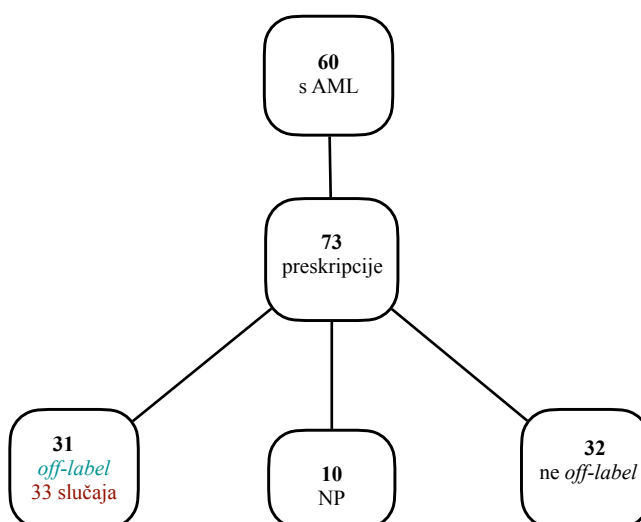 60
s AML
73
preskripcije
31
off-label
33 slučaja
10
NP
32
ne off-label